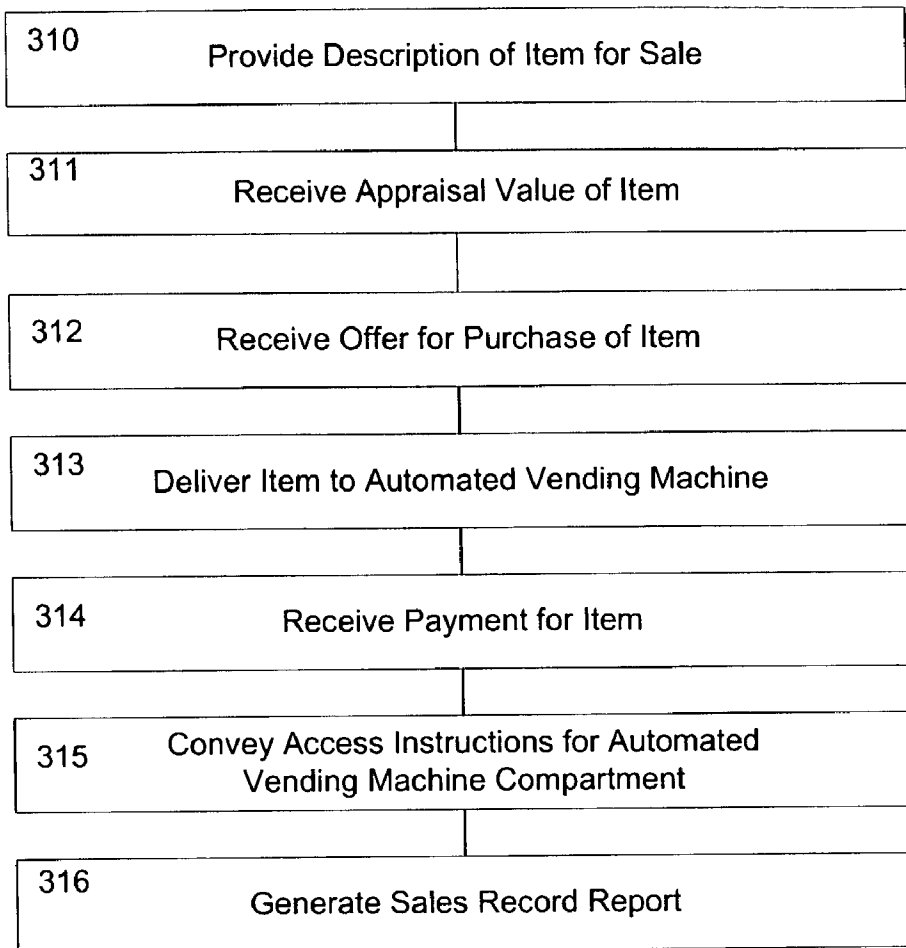 310
Provide Description of Item for Sale
311
Receive Appraisal Value of Item
312
Receive Offer for Purchase of Item
313
Deliver Item to Automated Vending Machine
314
Receive Payment for Item
315
Convey Access Instructions for Automated
Vending Machine Compartment
316
Generate Sales Record Report